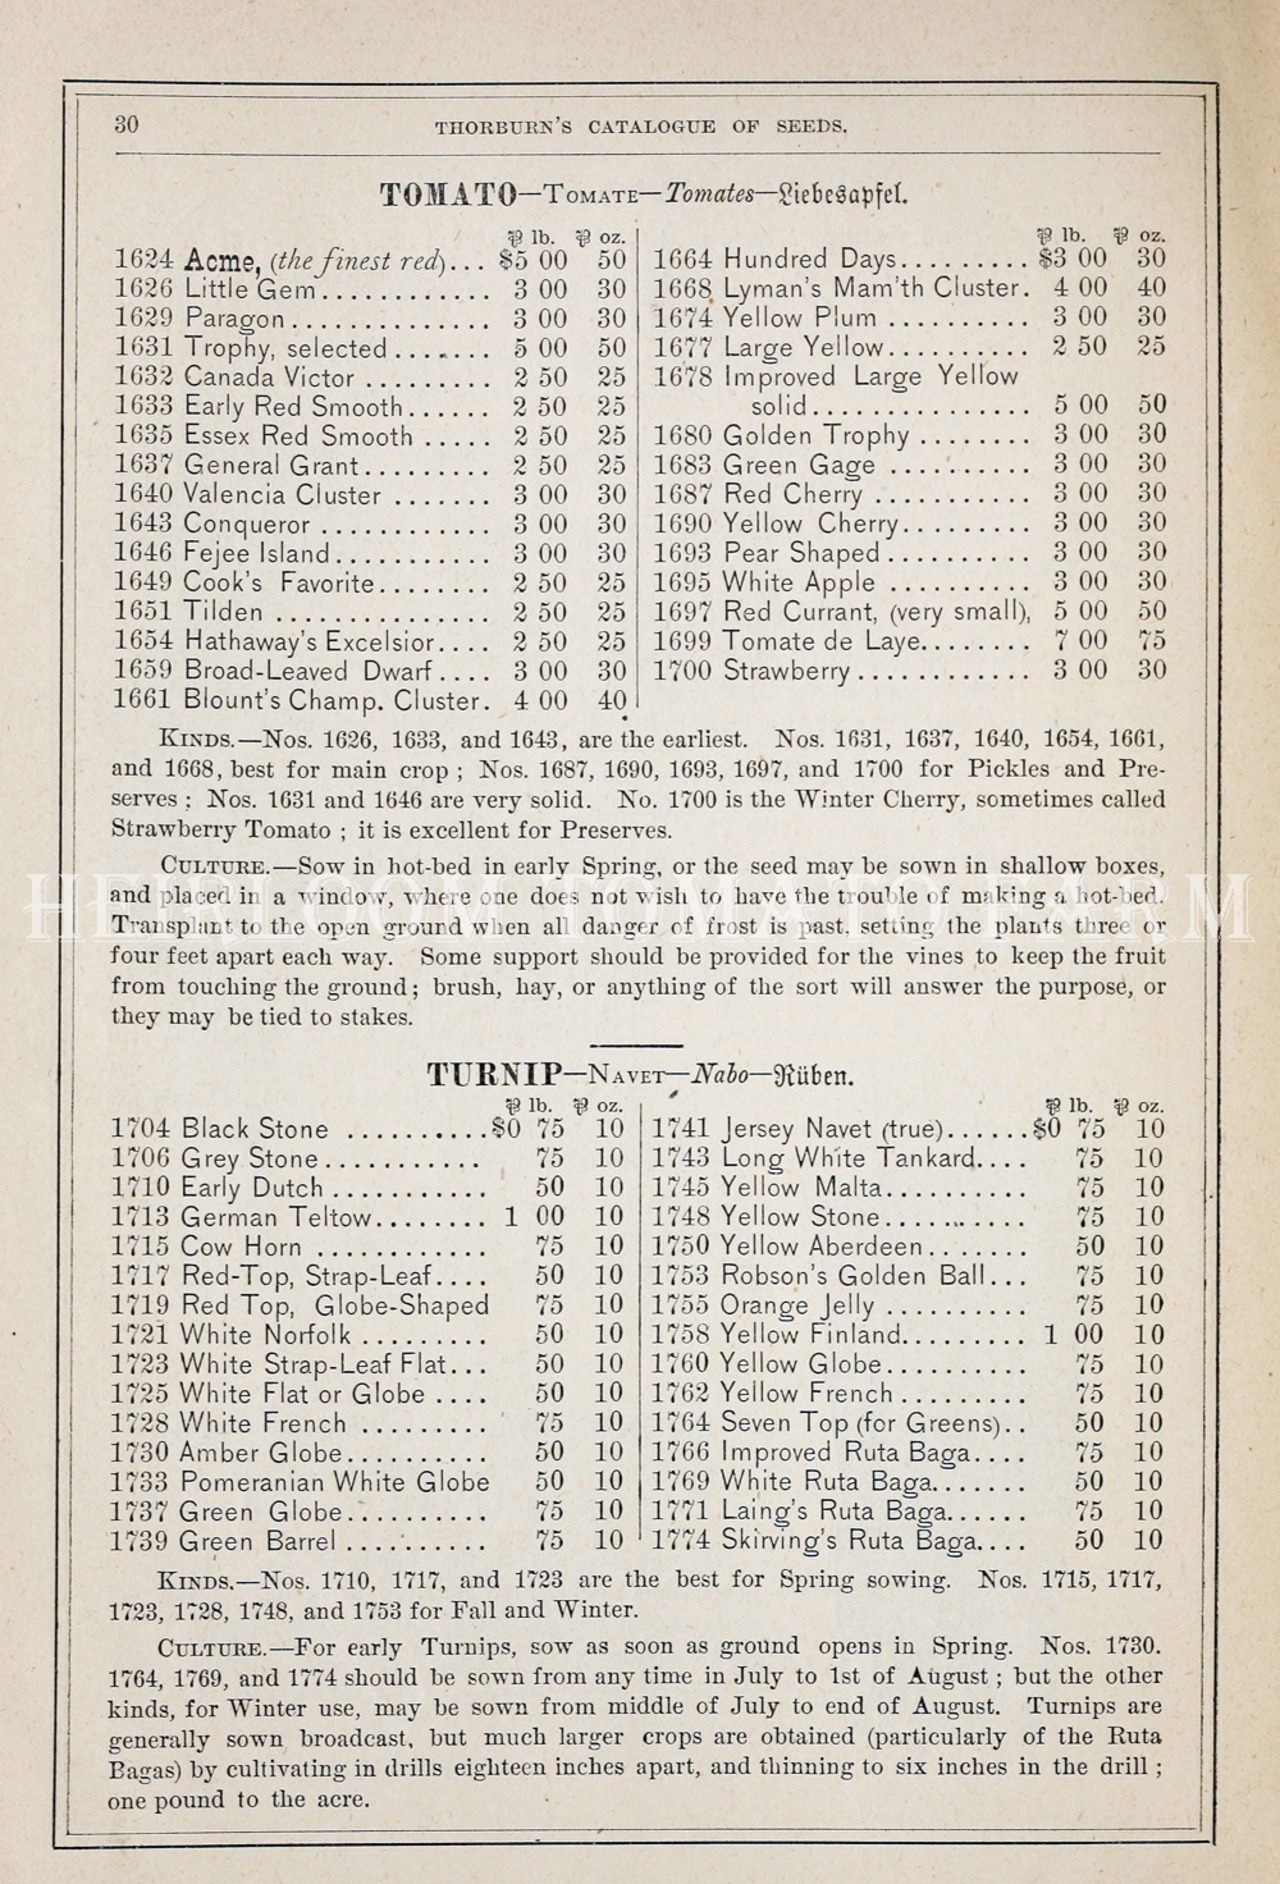 30
THORBURN'S CATALOGUE OF SEEDS.
TOMATO—TOMATE—Tomates—Liebesapfel.
⅌ lb. ⅌ oz.
1624 Acme, (the finest red)... $5 00 50
1626 Little Gem............. 3 00 30
1629 Paragon............... 3 00 30
1631 Trophy, selected....... 5 00 50
1632 Canada Victor ......... 2 50 25
1633 Early Red Smooth...... 2 50 25
1635 Essex Red Smooth ..... 2 50 25
1637 General Grant......... 2 50 25
1640 Valencia Cluster ....... 3 00 30
1643 Conqueror ............ 3 00 30
1646 Fejee Island........... 3 00 30
1649 Cook's Favorite........ 2 50 25
1651 Tilden ............... 2 50 25
1654 Hathaway's Excelsior.... 2 50 25
1659 Broad-Leaved Dwarf.... 3 00 30
1661 Blount's Champ. Cluster. 4 00 40
⅌ lb. ⅌ oz.
1664 Hundred Days......... $3 00 30
1668 Lyman's Mam'th Cluster. 4 00 40
1674 Yellow Plum .......... 3 00 30
1677 Large Yellow.......... 2 50 25
1678 Improved Large Yellow
solid................ 5 00 50
1680 Golden Trophy ........ 3 00 30
1683 Green Gage .......... 3 00 30
1687 Red Cherry ........... 3 00 30
1690 Yellow Cherry......... 3 00 30
1693 Pear Shaped.......... 3 00 30
1695 White Apple .......... 3 00 30
1697 Red Currant, (very small), 5 00 50
1699 Tomate de Laye........ 7 00 75
1700 Strawberry............ 3 00 30
KINDS.—Nos. 1626, 1633, and 1643, are the earliest. Nos. 1631, 1637, 1640, 1654, 1661,
and 1668, best for main crop ; Nos. 1687, 1690, 1693, 1697, and 1700 for Pickles and Pre-
serves ; Nos. 1631 and 1646 are very solid. No. 1700 is the Winter Cherry, sometimes called
Strawberry Tomato ; it is excellent for Preserves.
CULTURE.—Sow in hot-bed in early Spring, or the seed may be sown in shallow boxes,
and placed in a window, where one does not wish to have the trouble of making a hot-bed.
HEIRLOOM TOMATO FARM
Transplant to the open ground when all danger of frost is past, setting the plants three or
four feet apart each way. Some support should be provided for the vines to keep the fruit
from touching the ground; brush, hay, or anything of the sort will answer the purpose, or
they may be tied to stakes.
TURNIP—NAVET—Nabo—Rüben.
⅌ lb. ⅌ oz.
1704 Black Stone ..........$0 75 10
1706 Grey Stone........... 75 10
1710 Early Dutch........... 50 10
1713 German Teltow........ 1 00 10
1715 Cow Horn ............ 75 10
1717 Red-Top, Strap-Leaf.... 50 10
1719 Red Top, Globe-Shaped 75 10
1721 White Norfolk......... 50 10
1723 White Strap-Leaf Flat... 50 10
1725 White Flat or Globe .... 50 10
1728 White French ......... 75 10
1730 Amber Globe.......... 50 10
1733 Pomeranian White Globe 50 10
1737 Green Globe.......... 75 10
1739 Green Barrel .......... 75 10
⅌ lb. ⅌ oz.
1741 Jersey Navet (true)......$0 75 10
1743 Long White Tankard.... 75 10
1745 Yellow Malta.......... 75 10
1748 Yellow Stone.......... 75 10
1750 Yellow Aberdeen....... 50 10
1753 Robson's Golden Ball... 75 10
1755 Orange Jelly .......... 75 10
1758 Yellow Finland......... 1 00 10
1760 Yellow Globe.......... 75 10
1762 Yellow French ......... 75 10
1764 Seven Top (for Greens).. 50 10
1766 Improved Ruta Baga.... 75 10
1769 White Ruta Baga....... 50 10
1771 Laing's Ruta Baga...... 75 10
1774 Skirving's Ruta Baga.... 50 10
KINDS.—Nos. 1710, 1717, and 1723 are the best for Spring sowing. Nos. 1715, 1717,
1723, 1728, 1748, and 1753 for Fall and Winter.
CULTURE.—For early Turnips, sow as soon as ground opens in Spring. Nos. 1730.
1764, 1769, and 1774 should be sown from any time in July to 1st of August ; but the other
kinds, for Winter use, may be sown from middle of July to end of August. Turnips are
generally sown broadcast, but much larger crops are obtained (particularly of the Ruta
Bagas) by cultivating in drills eighteen inches apart, and thinning to six inches in the drill ;
one pound to the acre.